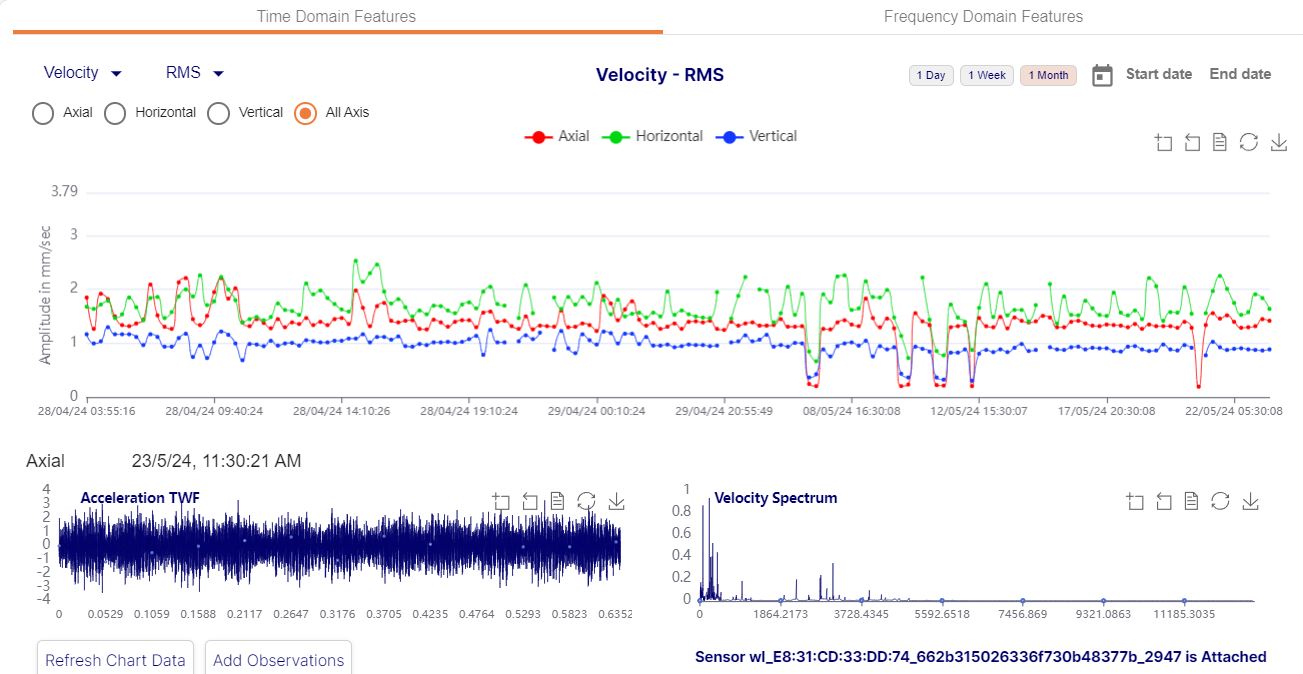 Time Domain Features
Frequency Domain Features
Velocity
RMS
Velocity - RMS
1 Day
1 Week
1 Month
Start date
End date
Axial
Horizontal
Vertical
All Axis
Axial
Horizontal
Vertical
Amplitude in mm/sec
3.79
3
2
1
0
28/04/24 03:55:16
28/04/24 09:40:24
28/04/24 14:10:26
28/04/24 19:10:24
29/04/24 00:10:24
29/04/24 20:55:49
08/05/24 16:30:08
12/05/24 15:30:07
17/05/24 20:30:08
22/05/24 05:30:08
Axial
23/5/24, 11:30:21 AM
Acceleration TWF
4
3
2
1
0
-1
-2
-3
-4
0
0.0529
0.1059
0.1588
0.2117
0.2647
0.3176
0.3705
0.4235
0.4764
0.5293
0.5823
0.6352
Velocity Spectrum
1
0.8
0.6
0.4
0.2
0
0
1864.2173
3728.4345
5592.6518
7456.869
9321.0863
11185.3035
Refresh Chart Data
Add Observations
Sensor wl_E8:31:CD:33:DD:74_662b315026336f730b48377b_2947 is Attached